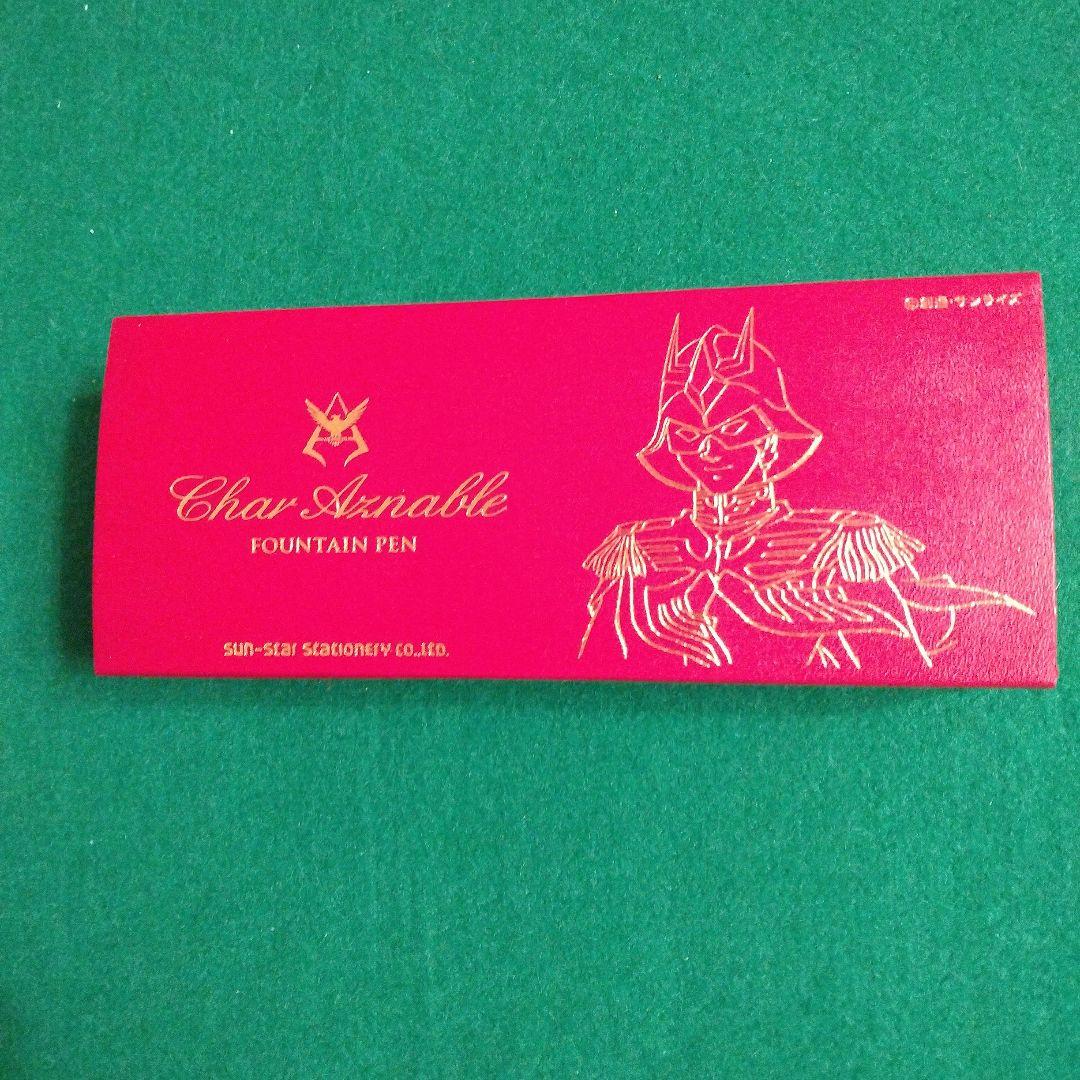 ©創通・サンライズ
Char Aznable
FOUNTAIN PEN
SUN-STAR STATIONERY CO.,LTD.